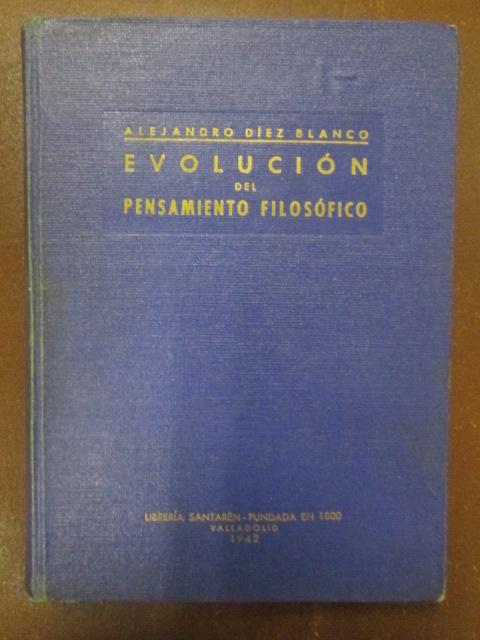 ALEJANDRO DÍEZ BLANCO
EVOLUCIÓN
DEL
PENSAMIENTO FILOSÓFICO
LIBRERÍA SANTARÉN - FUNDADA EN 1800
VALLADOLID
1942